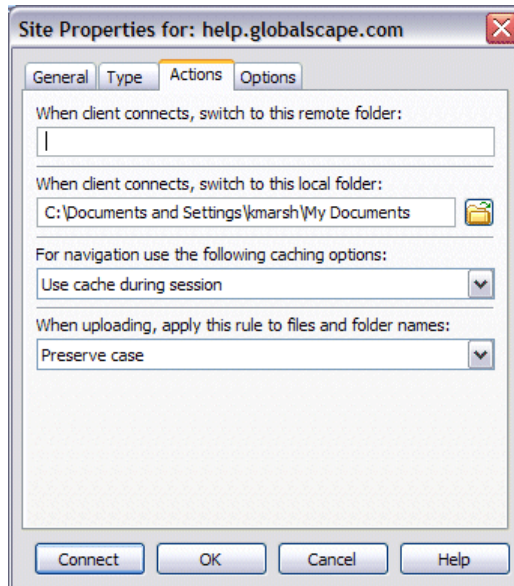 Site Properties for: help.globalscape.com
General Type Actions Options
When client connects, switch to this remote folder:
When client connects, switch to this local folder:
C:\Documents and Settings\kmarsh\My Documents
For navigation use the following caching options:
Use cache during session
When uploading, apply this rule to files and folder names:
Preserve case
Connect OK Cancel Help